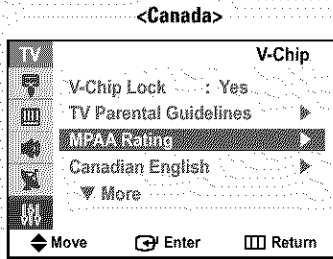 <Canada>
TV V-Chip
V-Chip Lock : Yes
TV Parental Guidelines
MPAA Rating
Canadian English
▼ More
Move Enter Return